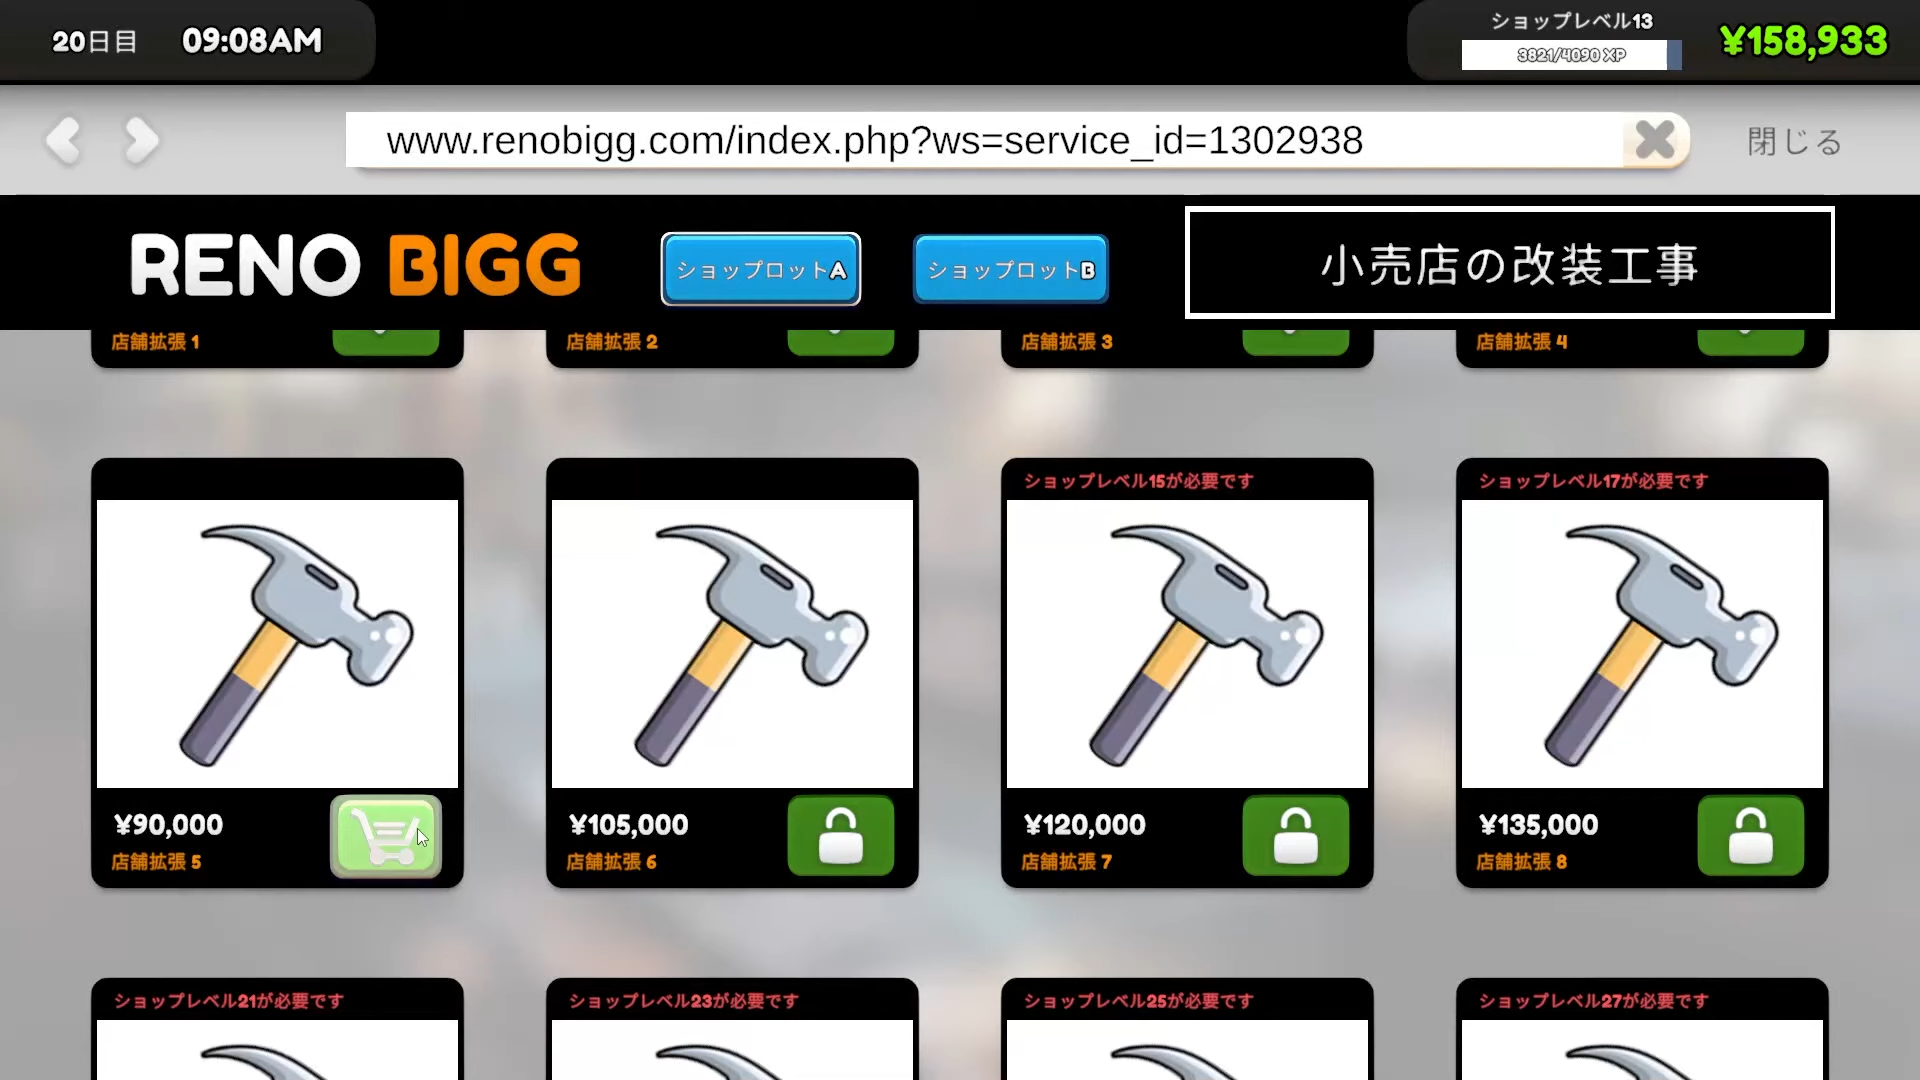 20日目 09:08AM
ショップレベル13
3821/4090 XP
¥158,933
www.renobigg.com/index.php?ws=service_id=1302938
閉じる
RENO BIGG
ショップロットA
ショップロットB
小売店の改装工事
店舗拡張 1
店舗拡張 2
店舗拡張 3
店舗拡張 4
ショップレベル15が必要です
ショップレベル17が必要です
¥90,000
店舗拡張 5
¥105,000
店舗拡張 6
¥120,000
店舗拡張 7
¥135,000
店舗拡張 8
ショップレベル21が必要です
ショップレベル23が必要です
ショップレベル25が必要です
ショップレベル27が必要です